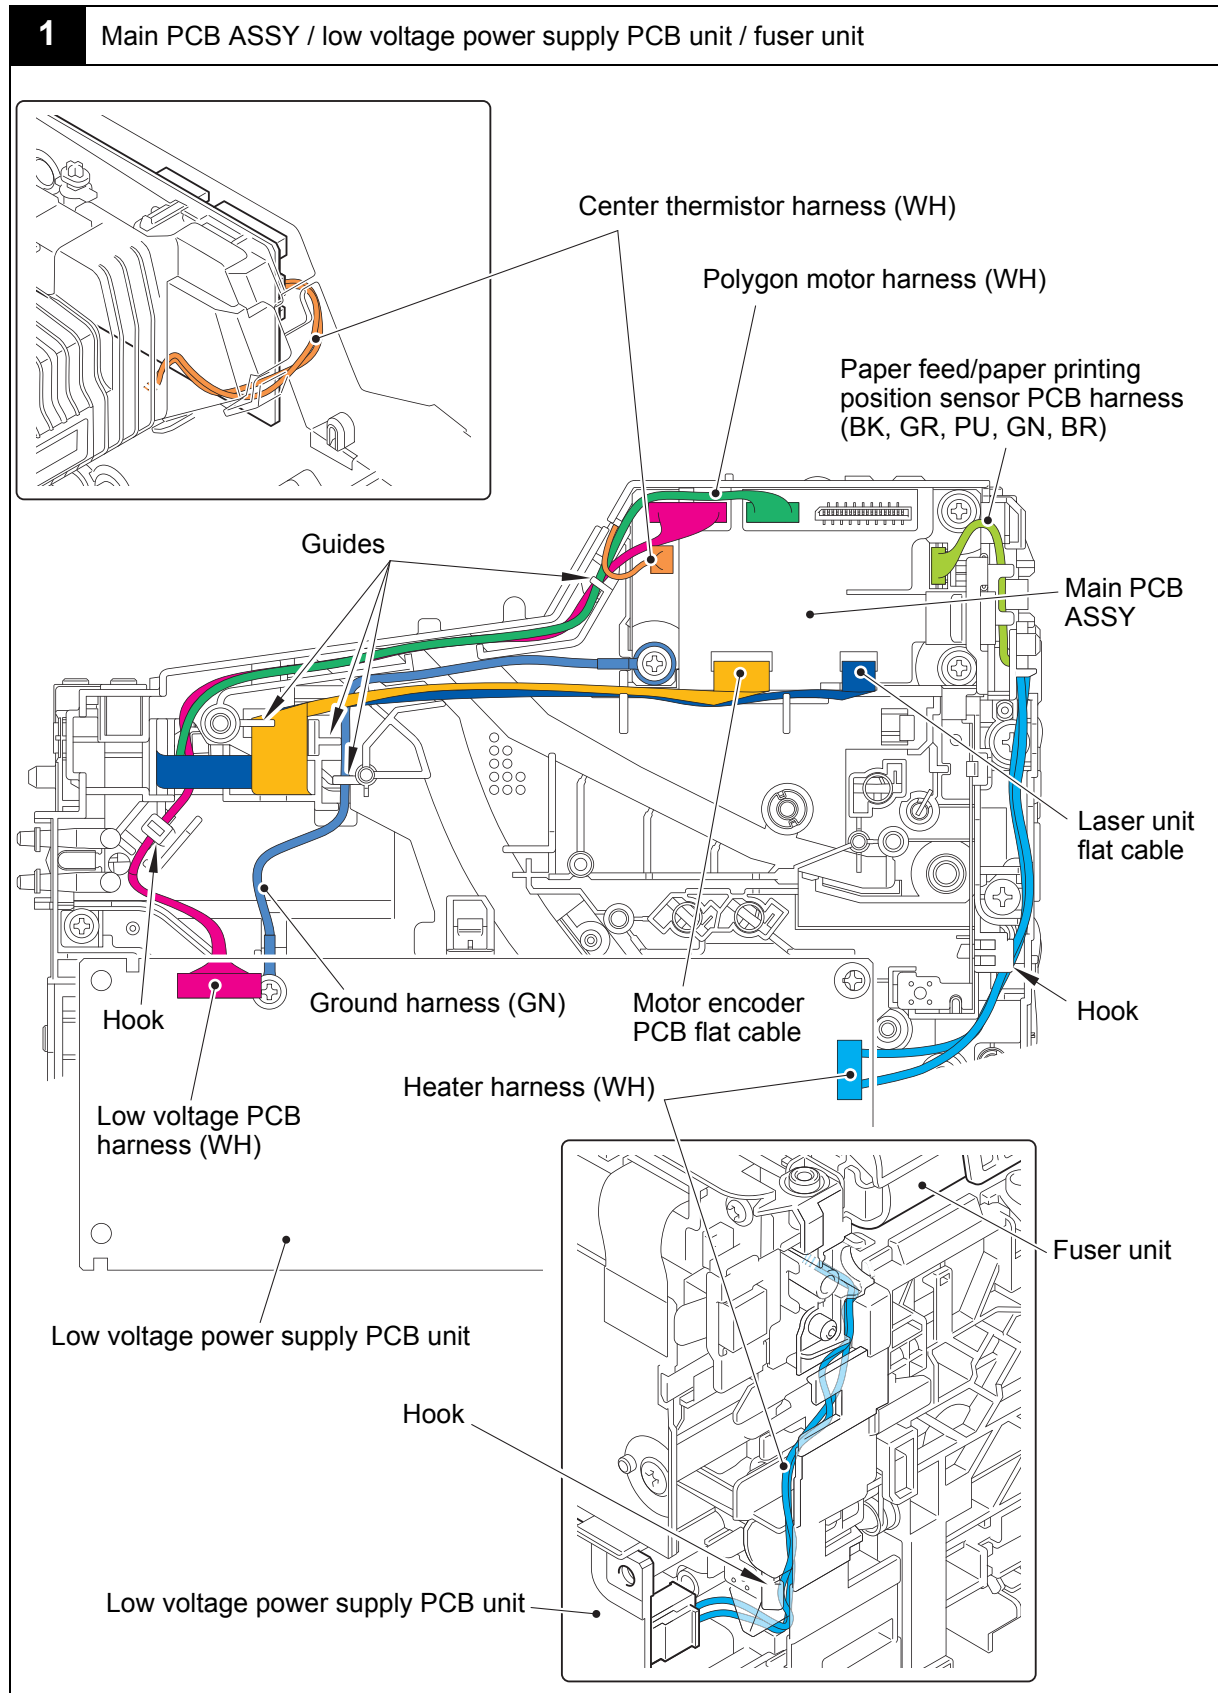 1
Main PCB ASSY / low voltage power supply PCB unit / fuser unit
Center thermistor harness (WH)
Polygon motor harness (WH)
Paper feed/paper printing
position sensor PCB harness
(BK, GR, PU, GN, BR)
Guides
Main PCB
ASSY
Laser unit
flat cable
Hook
Ground harness (GN)
Motor encoder
PCB flat cable
Hook
Heater harness (WH)
Low voltage PCB
harness (WH)
Fuser unit
Low voltage power supply PCB unit
Hook
Low voltage power supply PCB unit